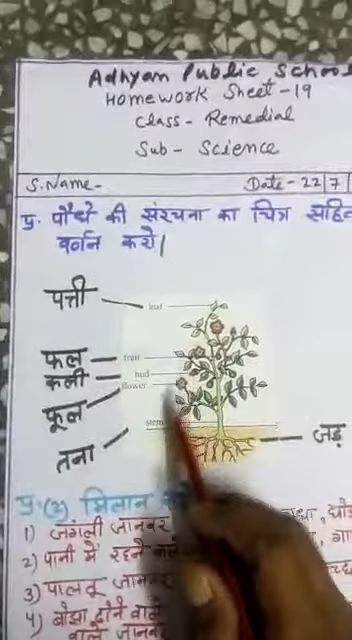 Adhyan Public School
Homework Sheet-19
Class - Remedial
Sub - Science
S.Name-
Date - 22/7/
प्र. पौधे की संरचना का चित्र सहित
वर्णन करो।
पत्ती
leaf
फल
fruit
कली
bud
फूल
flower
तना
stem
जड़
मिलान
1) जंगली जानवर
2) पानी में रहने वाले
3) पालतू जानवर
4) बोझा ढोने वाले
वाले जानवर